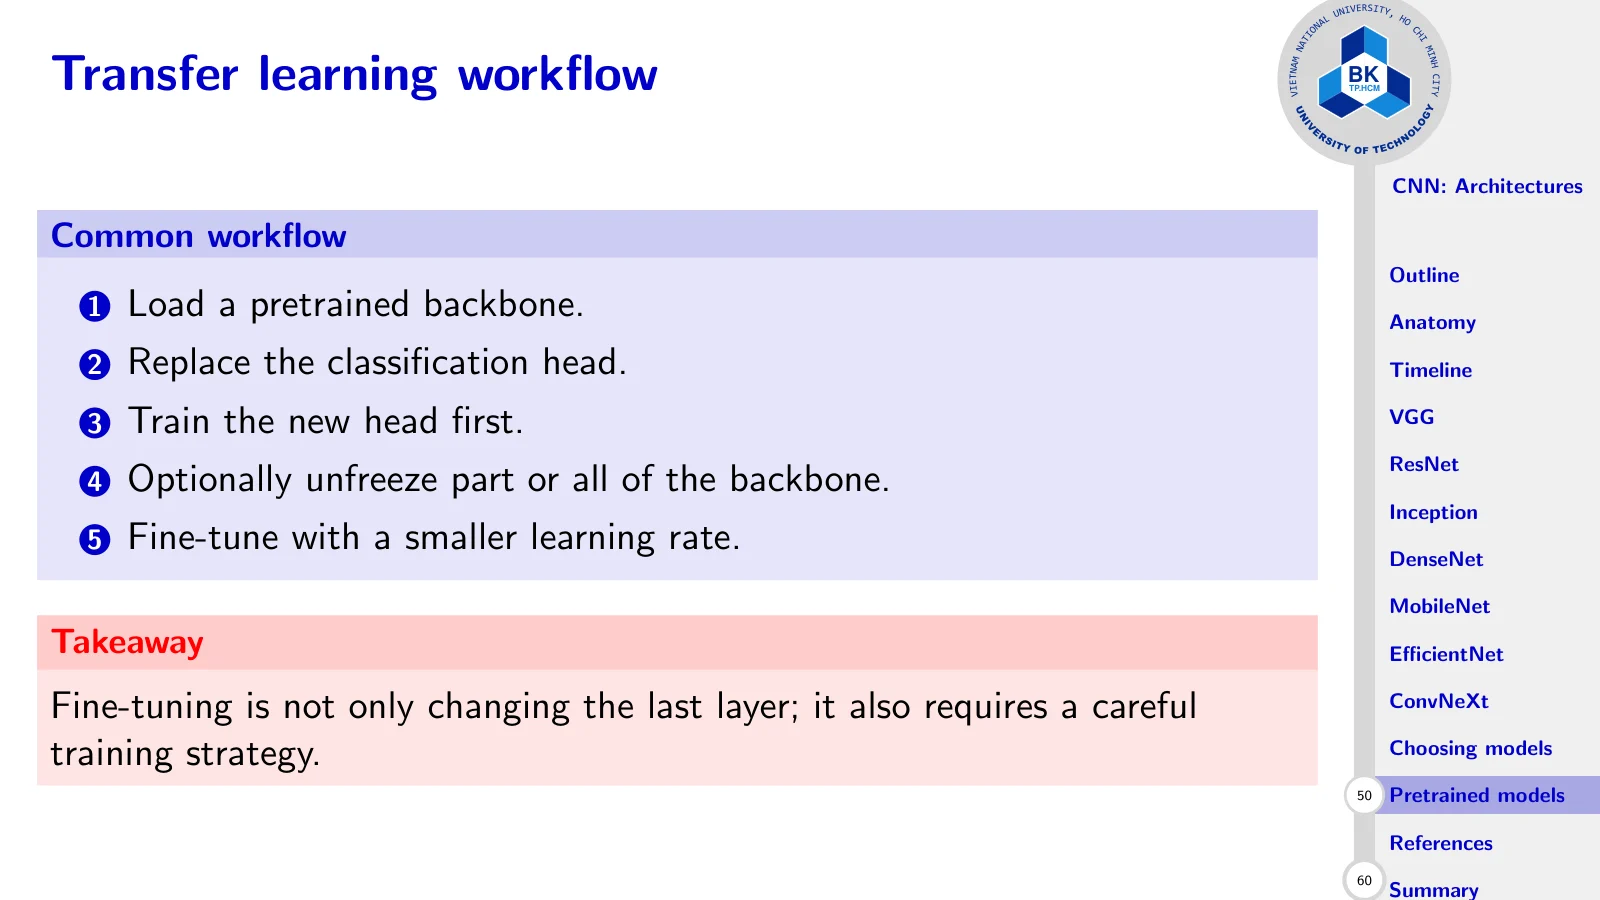 Transfer learning workflow
Common workflow
1 Load a pretrained backbone.
2 Replace the classification head.
3 Train the new head first.
4 Optionally unfreeze part or all of the backbone.
5 Fine-tune with a smaller learning rate.
Takeaway
Fine-tuning is not only changing the last layer; it also requires a careful
training strategy.
VIETNAM NATIONAL UNIVERSITY, HO CHI MINH CITY
BK
TP.HCM
UNIVERSITY OF TECHNOLOGY
CNN: Architectures
Outline
Anatomy
Timeline
VGG
ResNet
Inception
DenseNet
MobileNet
EfficientNet
ConvNeXt
Choosing models
50 Pretrained models
References
60
Summary